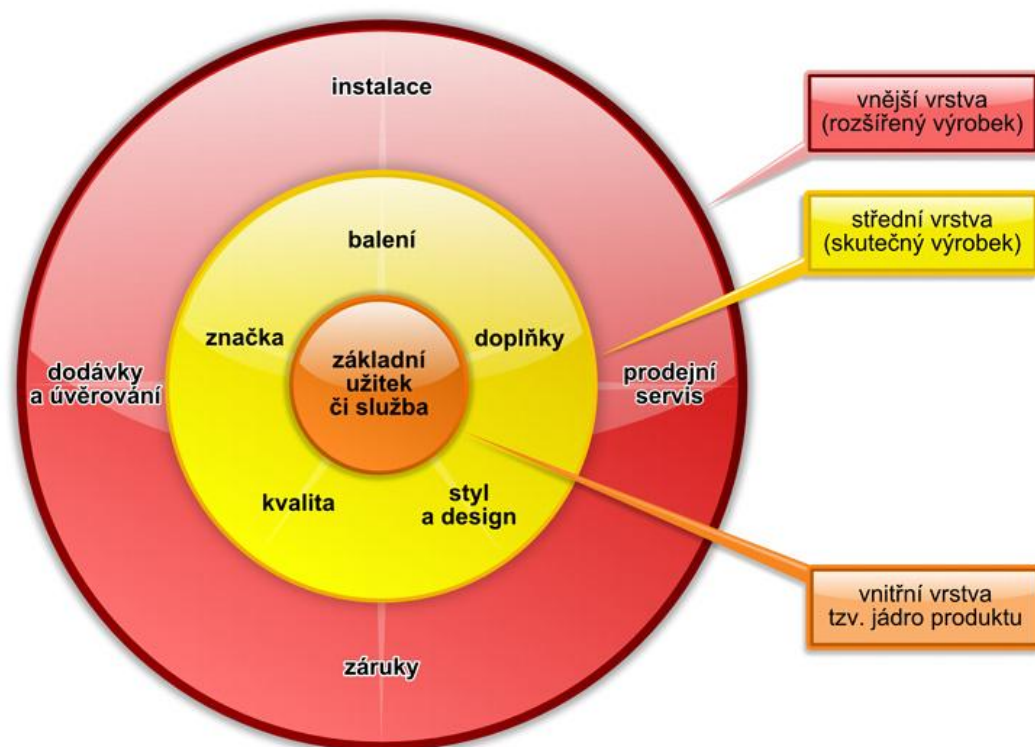 instalace
vnější vrstva
(rozšířený výrobek)
balení
střední vrstva
(skutečný výrobek)
značka
doplňky
základní
užitek
či služba
dodávky
a úvěrování
prodejní
servis
kvalita
styl
a design
vnitřní vrstva
tzv. jádro produktu
záruky